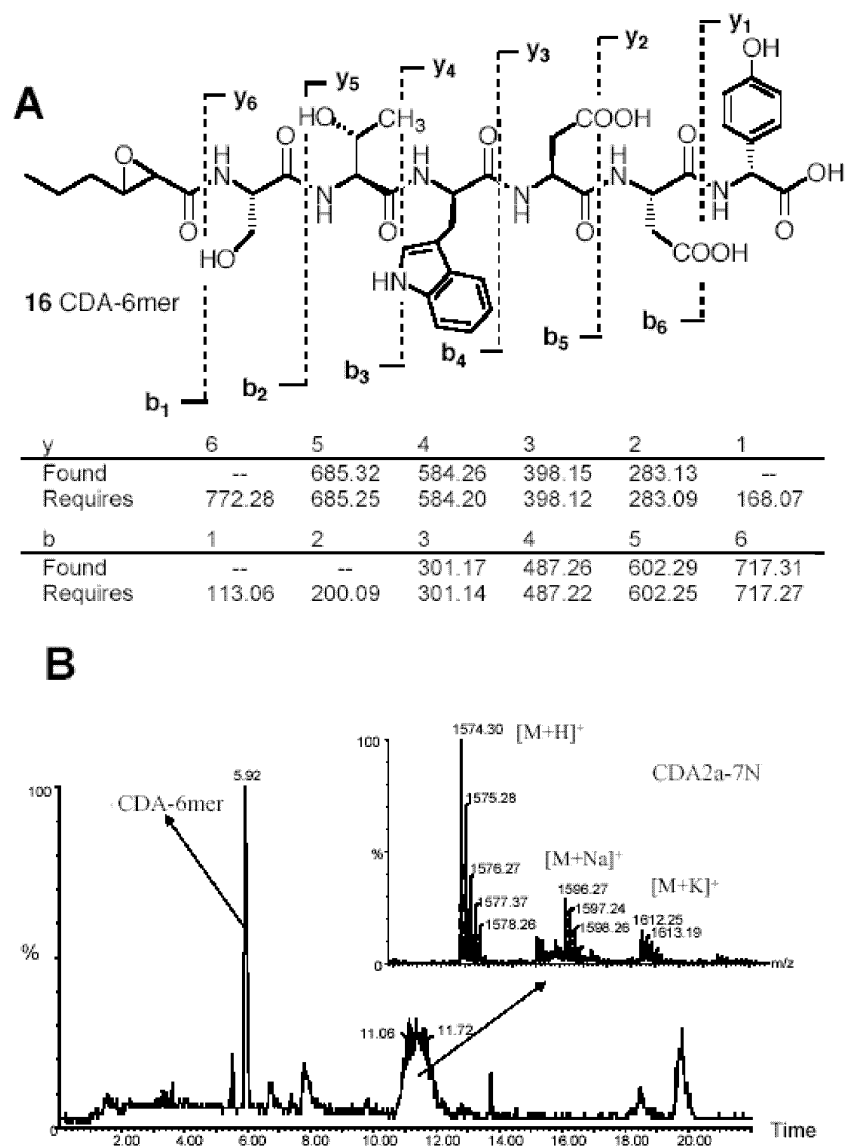 A
y6
y5
y4
y3
y2
y1
OH
HO
CH3
COOH
O
H
N
O
H
N
O
H
N
O
H
N
OH
O
N
H
O
N
H
O
N
H
O
HO
HN
COOH
16 CDA-6mer
b1
b2
b3
b4
b5
b6
y 6 5 4 3 2 1
Found -- 685.32 584.26 398.15 283.13 --
Requires 772.28 685.25 584.20 398.12 283.09 168.07
b 1 2 3 4 5 6
Found -- -- 301.17 487.26 602.29 717.31
Requires 113.06 200.09 301.14 487.22 602.25 717.27
B
100
%
0
5.92
CDA-6mer
11.06
11.72
2.00 4.00 6.00 8.00 10.00 12.00 14.00 16.00 18.00 20.00
Time
100
%
0
1574.30
[M+H]+
CDA2a-7N
1575.28
1576.27
1577.37
1578.26
[M+Na]+
1596.27
1597.24
1598.26
[M+K]+
1612.25
1613.19
m/z